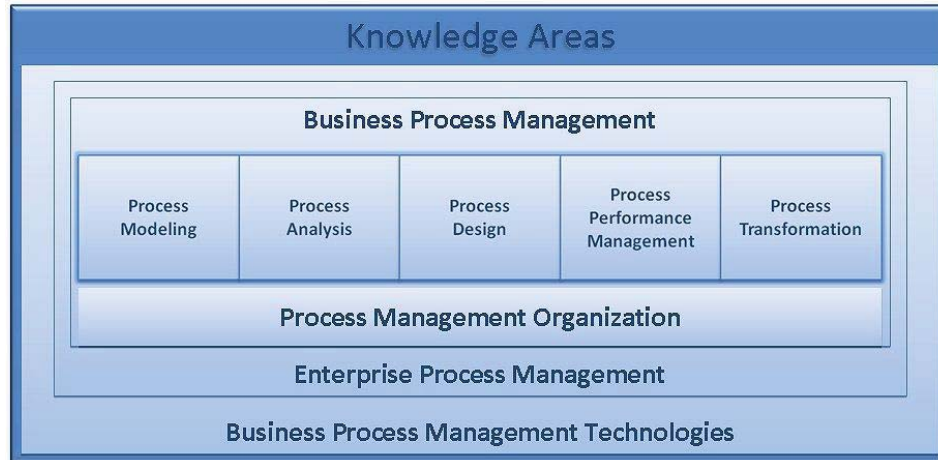 Knowledge Areas
Business Process Management
Process
Modeling
Process
Analysis
Process
Design
Process
Performance
Management
Process
Transformation
Process Management Organization
Enterprise Process Management
Business Process Management Technologies